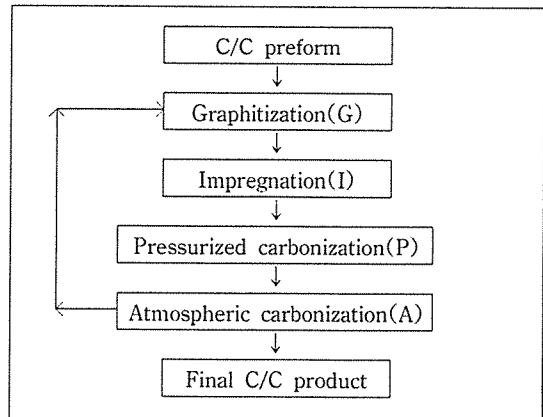 C/C preform
Graphitization(G)
Impregnation(I)
Pressurized carbonization(P)
Atmospheric carbonization(A)
Final C/C product